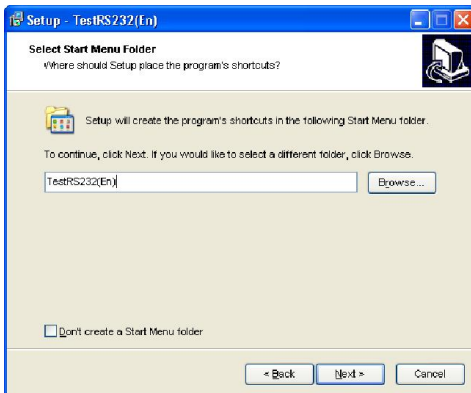 Setup - TestRS232(En)
Select Start Menu Folder
Where should Setup place the program's shortcuts?
Setup will create the program's shortcuts in the following Start Menu folder.
To continue, click Next. If you would like to select a different folder, click Browse.
TestRS232(En)
Browse...
Don't create a Start Menu folder
< Back
Next >
Cancel